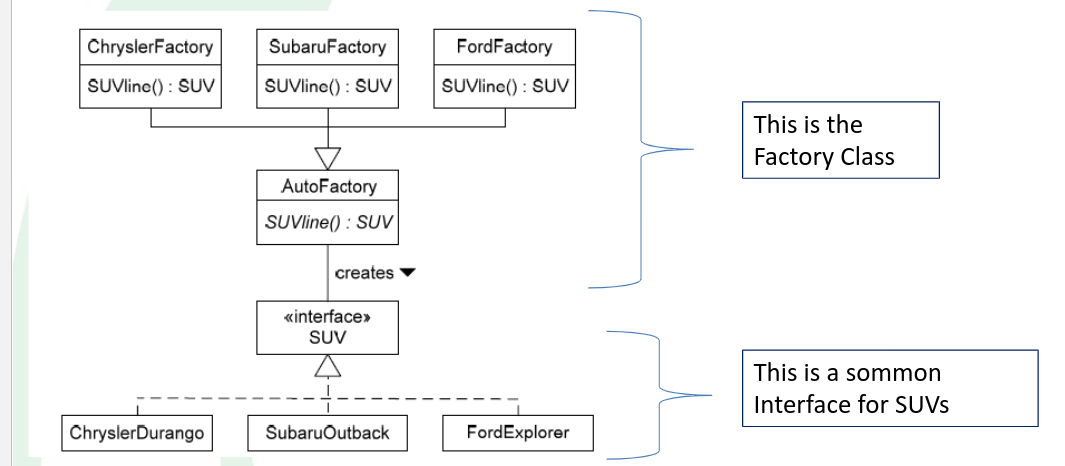 ChryslerFactory
SUVline() : SUV
SubaruFactory
SUVline() : SUV
FordFactory
SUVline() : SUV
AutoFactory
SUVline() : SUV
creates
«interface»
SUV
ChryslerDurango
SubaruOutback
FordExplorer
This is the
Factory Class
This is a sommon
Interface for SUVs